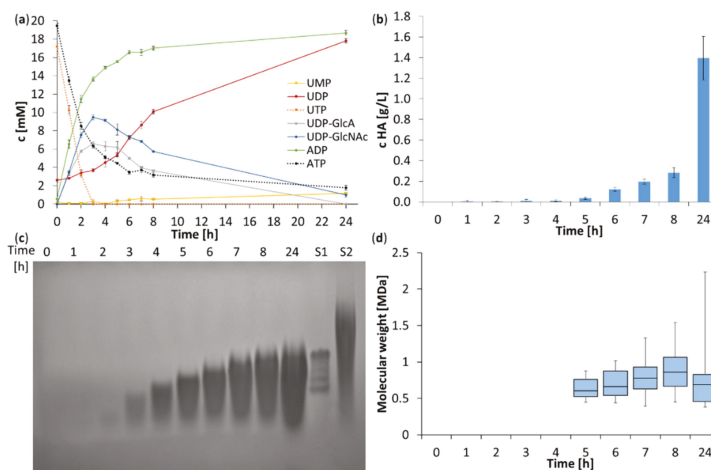 (a)
20
18
16
14
12
10
8
6
4
2
0
c [mM]
UMP
UDP
UTP
UDP-GlcA
UDP-GlcNAc
ADP
ATP
0 2 4 6 8 10 12 14 16 18 20 22 24
Time [h]
(b)
1.8
1.6
1.4
1.2
1.0
0.8
0.6
0.4
0.2
0.0
c HA [g/L]
0 1 2 3 4 5 6 7 8 24
Time [h]
(c)
Time 0 1 2 3 4 5 6 7 8 24 S1 S2
[h]
(d)
2.5
2
1.5
1
0.5
0
Molecular weight [MDa]
0 1 2 3 4 5 6 7 8 24
Time [h]